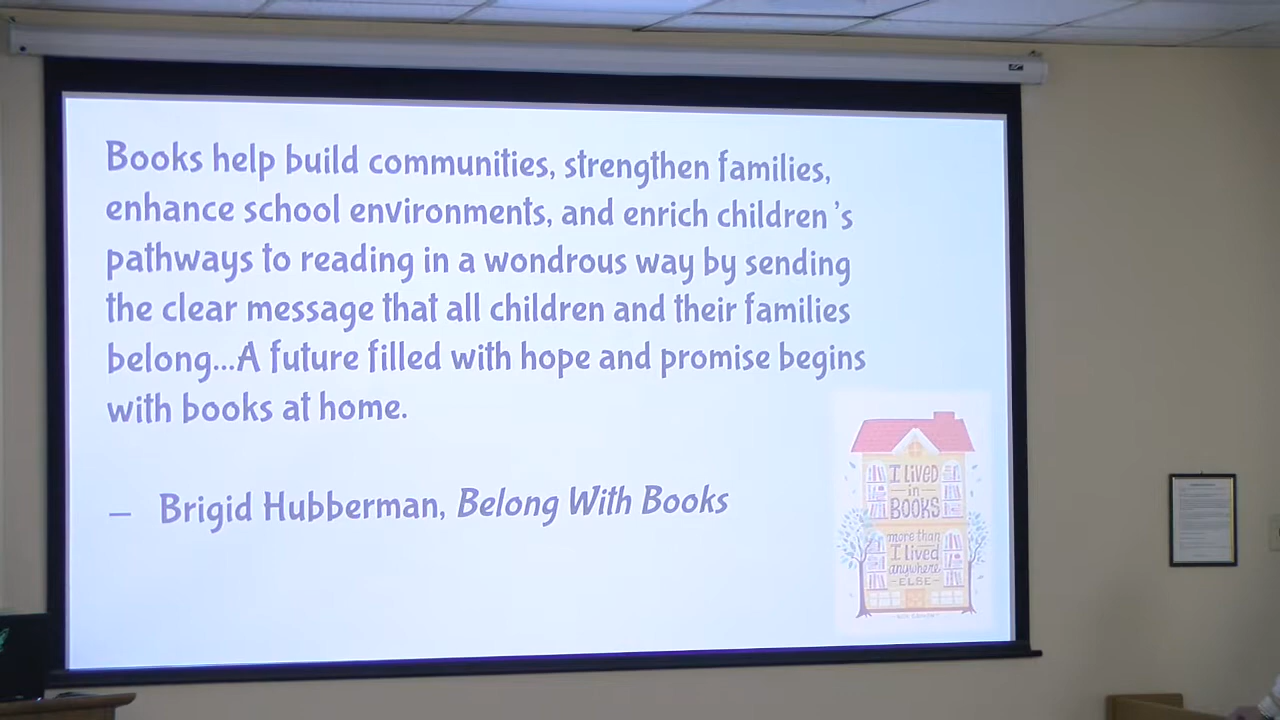 Books help build communities, strengthen families,
enhance school environments, and enrich children's
pathways to reading in a wondrous way by sending
the clear message that all children and their families
belong...A future filled with hope and promise begins
with books at home.
– Brigid Hubberman, Belong With Books
I LIVED
in
BOOKS
more than
I lived
anywhere
-ELSE-